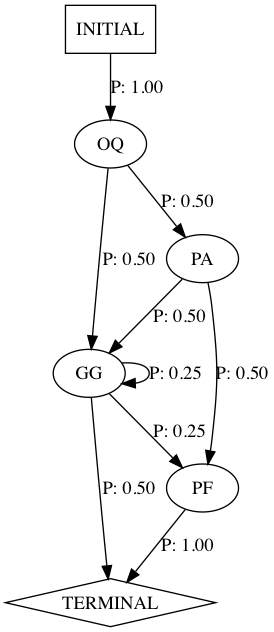 INITIAL
P: 1.00
OQ
P: 0.50
P: 0.50
PA
P: 0.50
P: 0.50
GG
P: 0.25
P: 0.25
P: 0.50
PF
P: 1.00
TERMINAL